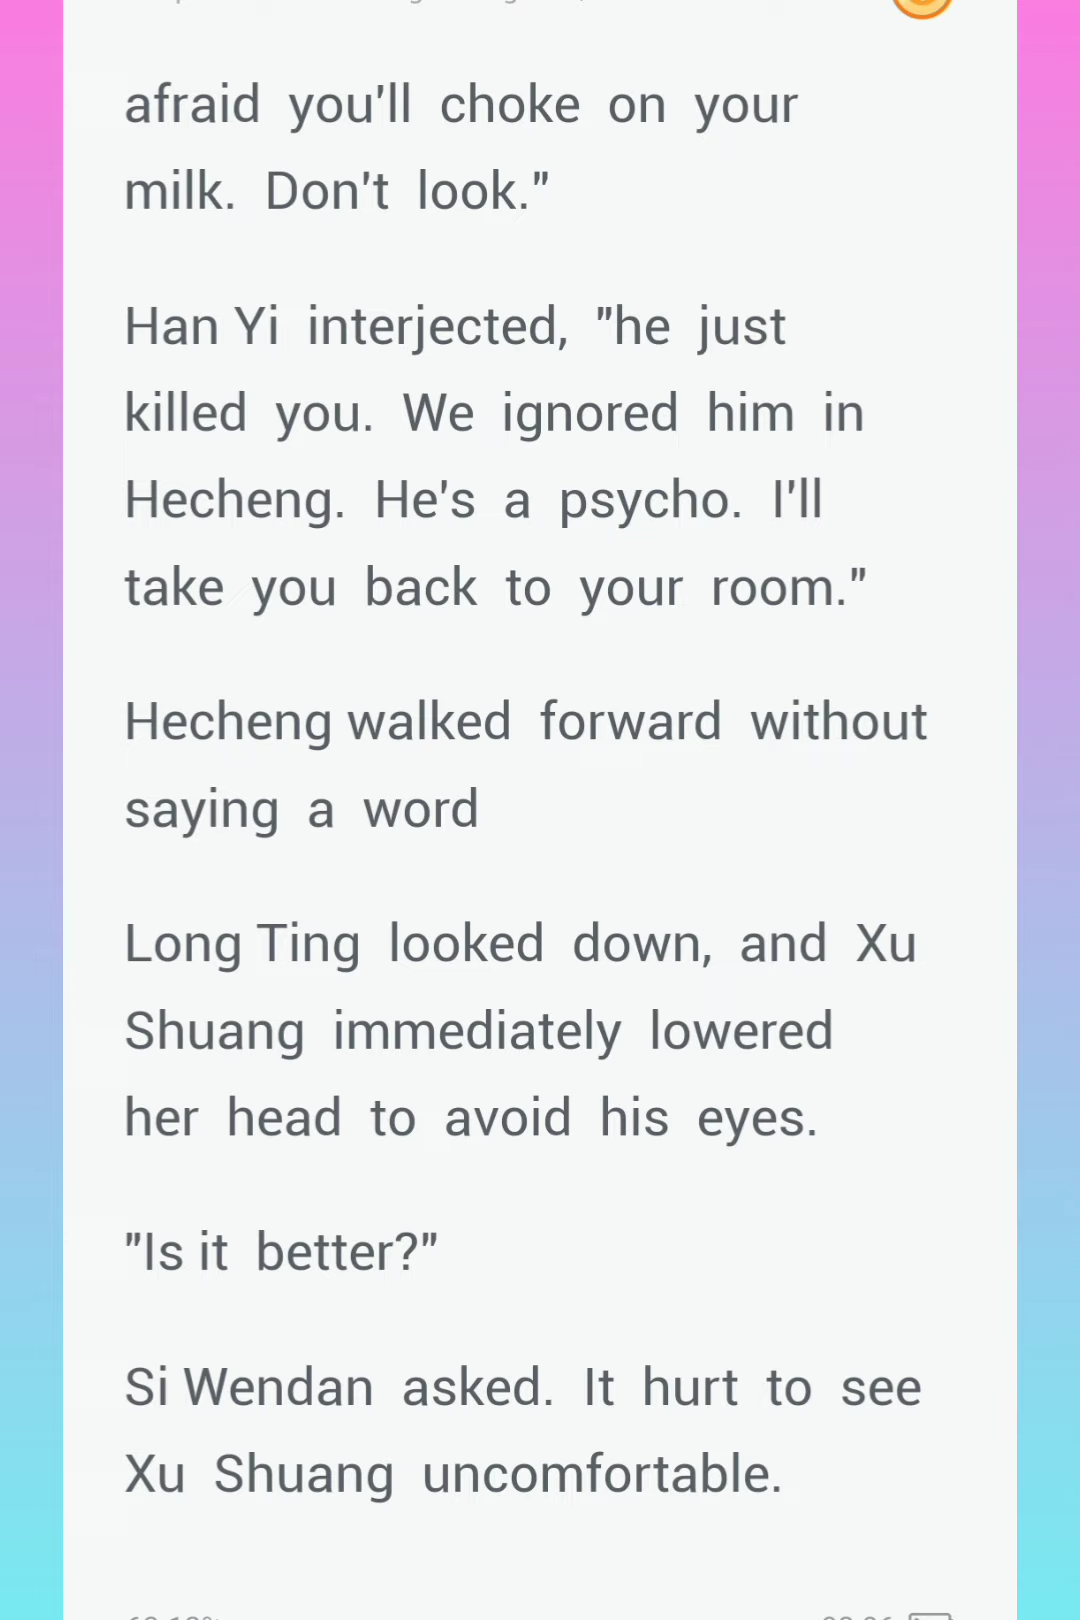 afraid you'll choke on your
milk. Don't look."
Han Yi interjected, "he just
killed you. We ignored him in
Hecheng. He's a psycho. I'll
take you back to your room."
Hecheng walked forward without
saying a word
Long Ting looked down, and Xu
Shuang immediately lowered
her head to avoid his eyes.
"Is it better?"
Si Wendan asked. It hurt to see
Xu Shuang uncomfortable.